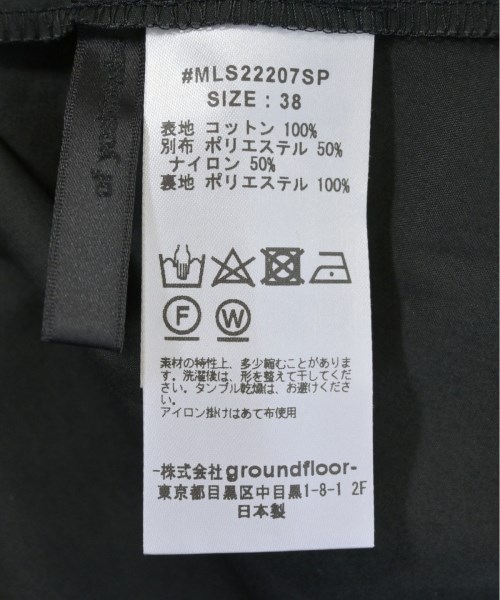 #MLS22207SP
SIZE : 38
表地 コットン 100%
別布 ポリエステル 50%
ナイロン 50%
裏地 ポリエステル 100%
F W
素材の特性上、多少縮むことがありま
す。洗濯後は、形を整えて干してくださ
い。タンブル乾燥は、お避けくださ
い。
アイロン掛けはあて布使用
-株式会社groundfloor-
東京都目黒区中目黒1-8-1 2F
日本製